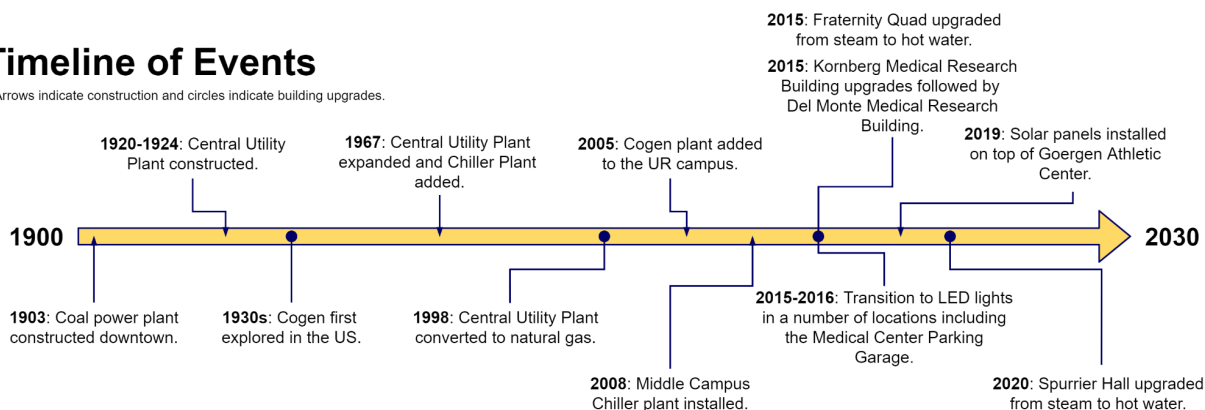 Timeline of Events
Arrows indicate construction and circles indicate building upgrades.
2015: Fraternity Quad upgraded
from steam to hot water.
2015: Kornberg Medical Research
Building upgrades followed by
Del Monte Medical Research
Building.
1920-1924: Central Utility
Plant constructed.
1967: Central Utility Plant
expanded and Chiller Plant
added.
2005: Cogen plant added
to the UR campus.
2019: Solar panels installed
on top of Goergen Athletic
Center.
1900
2030
1903: Coal power plant
constructed downtown.
1930s: Cogen first
explored in the US.
1998: Central Utility Plant
converted to natural gas.
2008: Middle Campus
Chiller plant installed.
2015-2016: Transition to LED lights
in a number of locations including
the Medical Center Parking
Garage.
2020: Spurrier Hall upgraded
from steam to hot water.